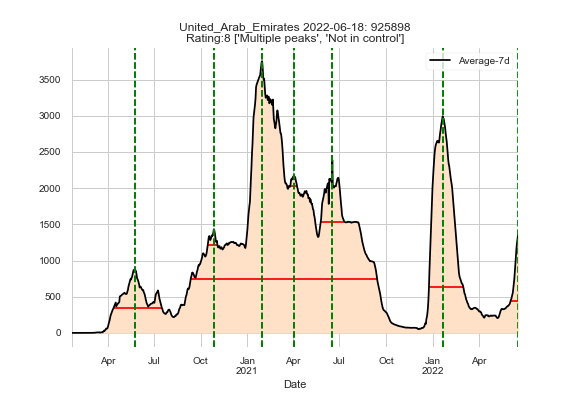 United_Arab_Emirates 2022-06-18: 925898
Rating:8 ['Multiple peaks', 'Not in control']
Average-7d
3500
3000
2500
2000
1500
1000
500
0
Apr Jul Oct Jan Apr Jul Oct Jan Apr
2021 2022
Date